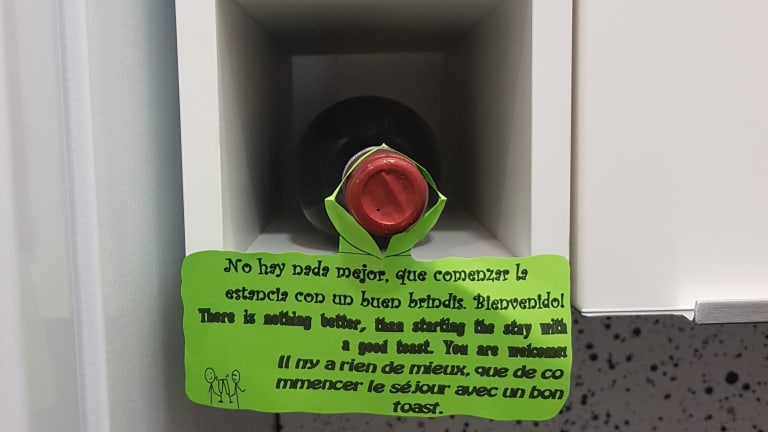 No hay nada mejor, que comenzar la
estancia con un buen brindis. Bienvenido!
There is nothing better, than starting the stay with
a good toast. You are welcome!
Il ny a rien de mieux, que de co
mmencer le séjour avec un bon
toast.